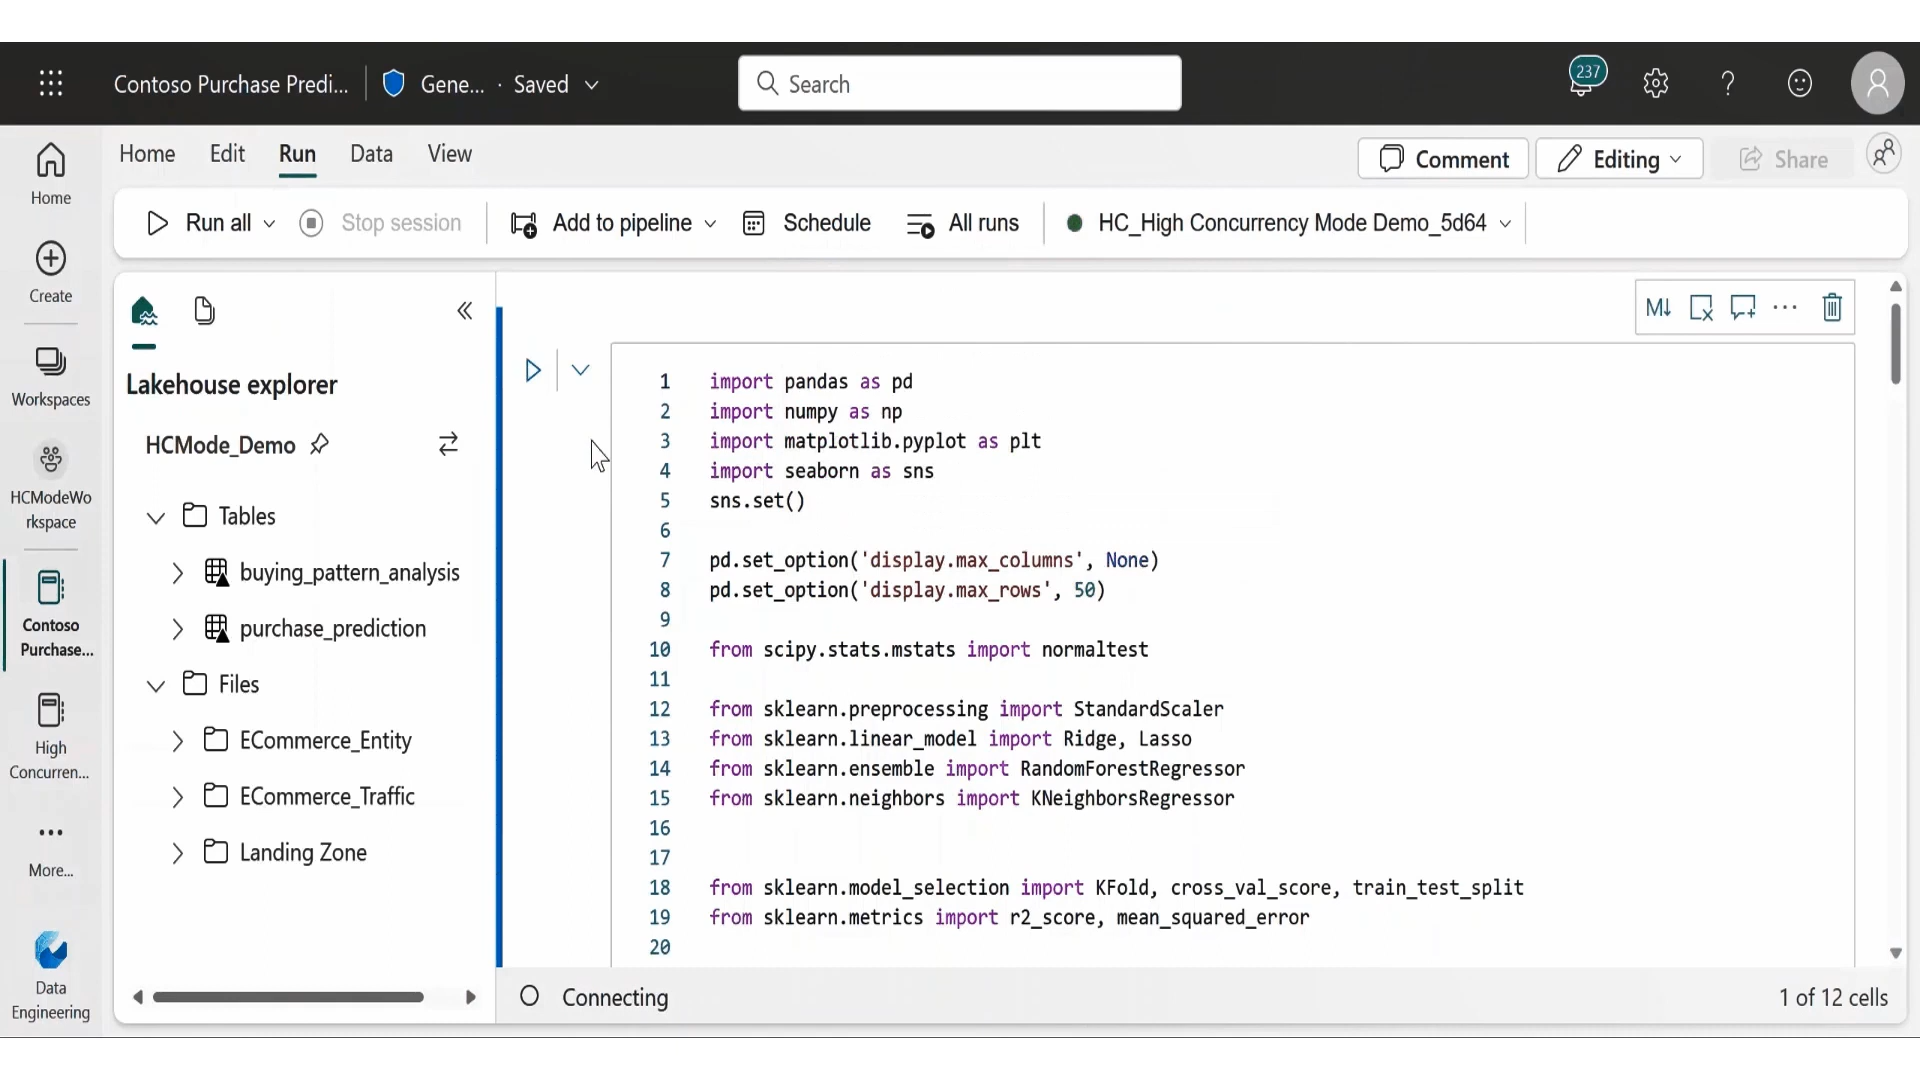 Contoso Purchase Predi... Gene... · Saved
Search
237
Home
Create
Workspaces
HCModeWo
rkspace
Contoso
Purchase...
High
Concurren...
More...
Data
Engineering
Home Edit Run Data View
Comment Editing Share
Run all Stop session Add to pipeline Schedule All runs HC_High Concurrency Mode Demo_5d64
Lakehouse explorer
HCMode_Demo
Tables
buying_pattern_analysis
purchase_prediction
Files
ECommerce_Entity
ECommerce_Traffic
Landing Zone
M↓ ...
1 import pandas as pd
2 import numpy as np
3 import matplotlib.pyplot as plt
4 import seaborn as sns
5 sns.set()
6
7 pd.set_option('display.max_columns', None)
8 pd.set_option('display.max_rows', 50)
9
10 from scipy.stats.mstats import normaltest
11
12 from sklearn.preprocessing import StandardScaler
13 from sklearn.linear_model import Ridge, Lasso
14 from sklearn.ensemble import RandomForestRegressor
15 from sklearn.neighbors import KNeighborsRegressor
16
17
18 from sklearn.model_selection import KFold, cross_val_score, train_test_split
19 from sklearn.metrics import r2_score, mean_squared_error
20
Connecting
1 of 12 cells